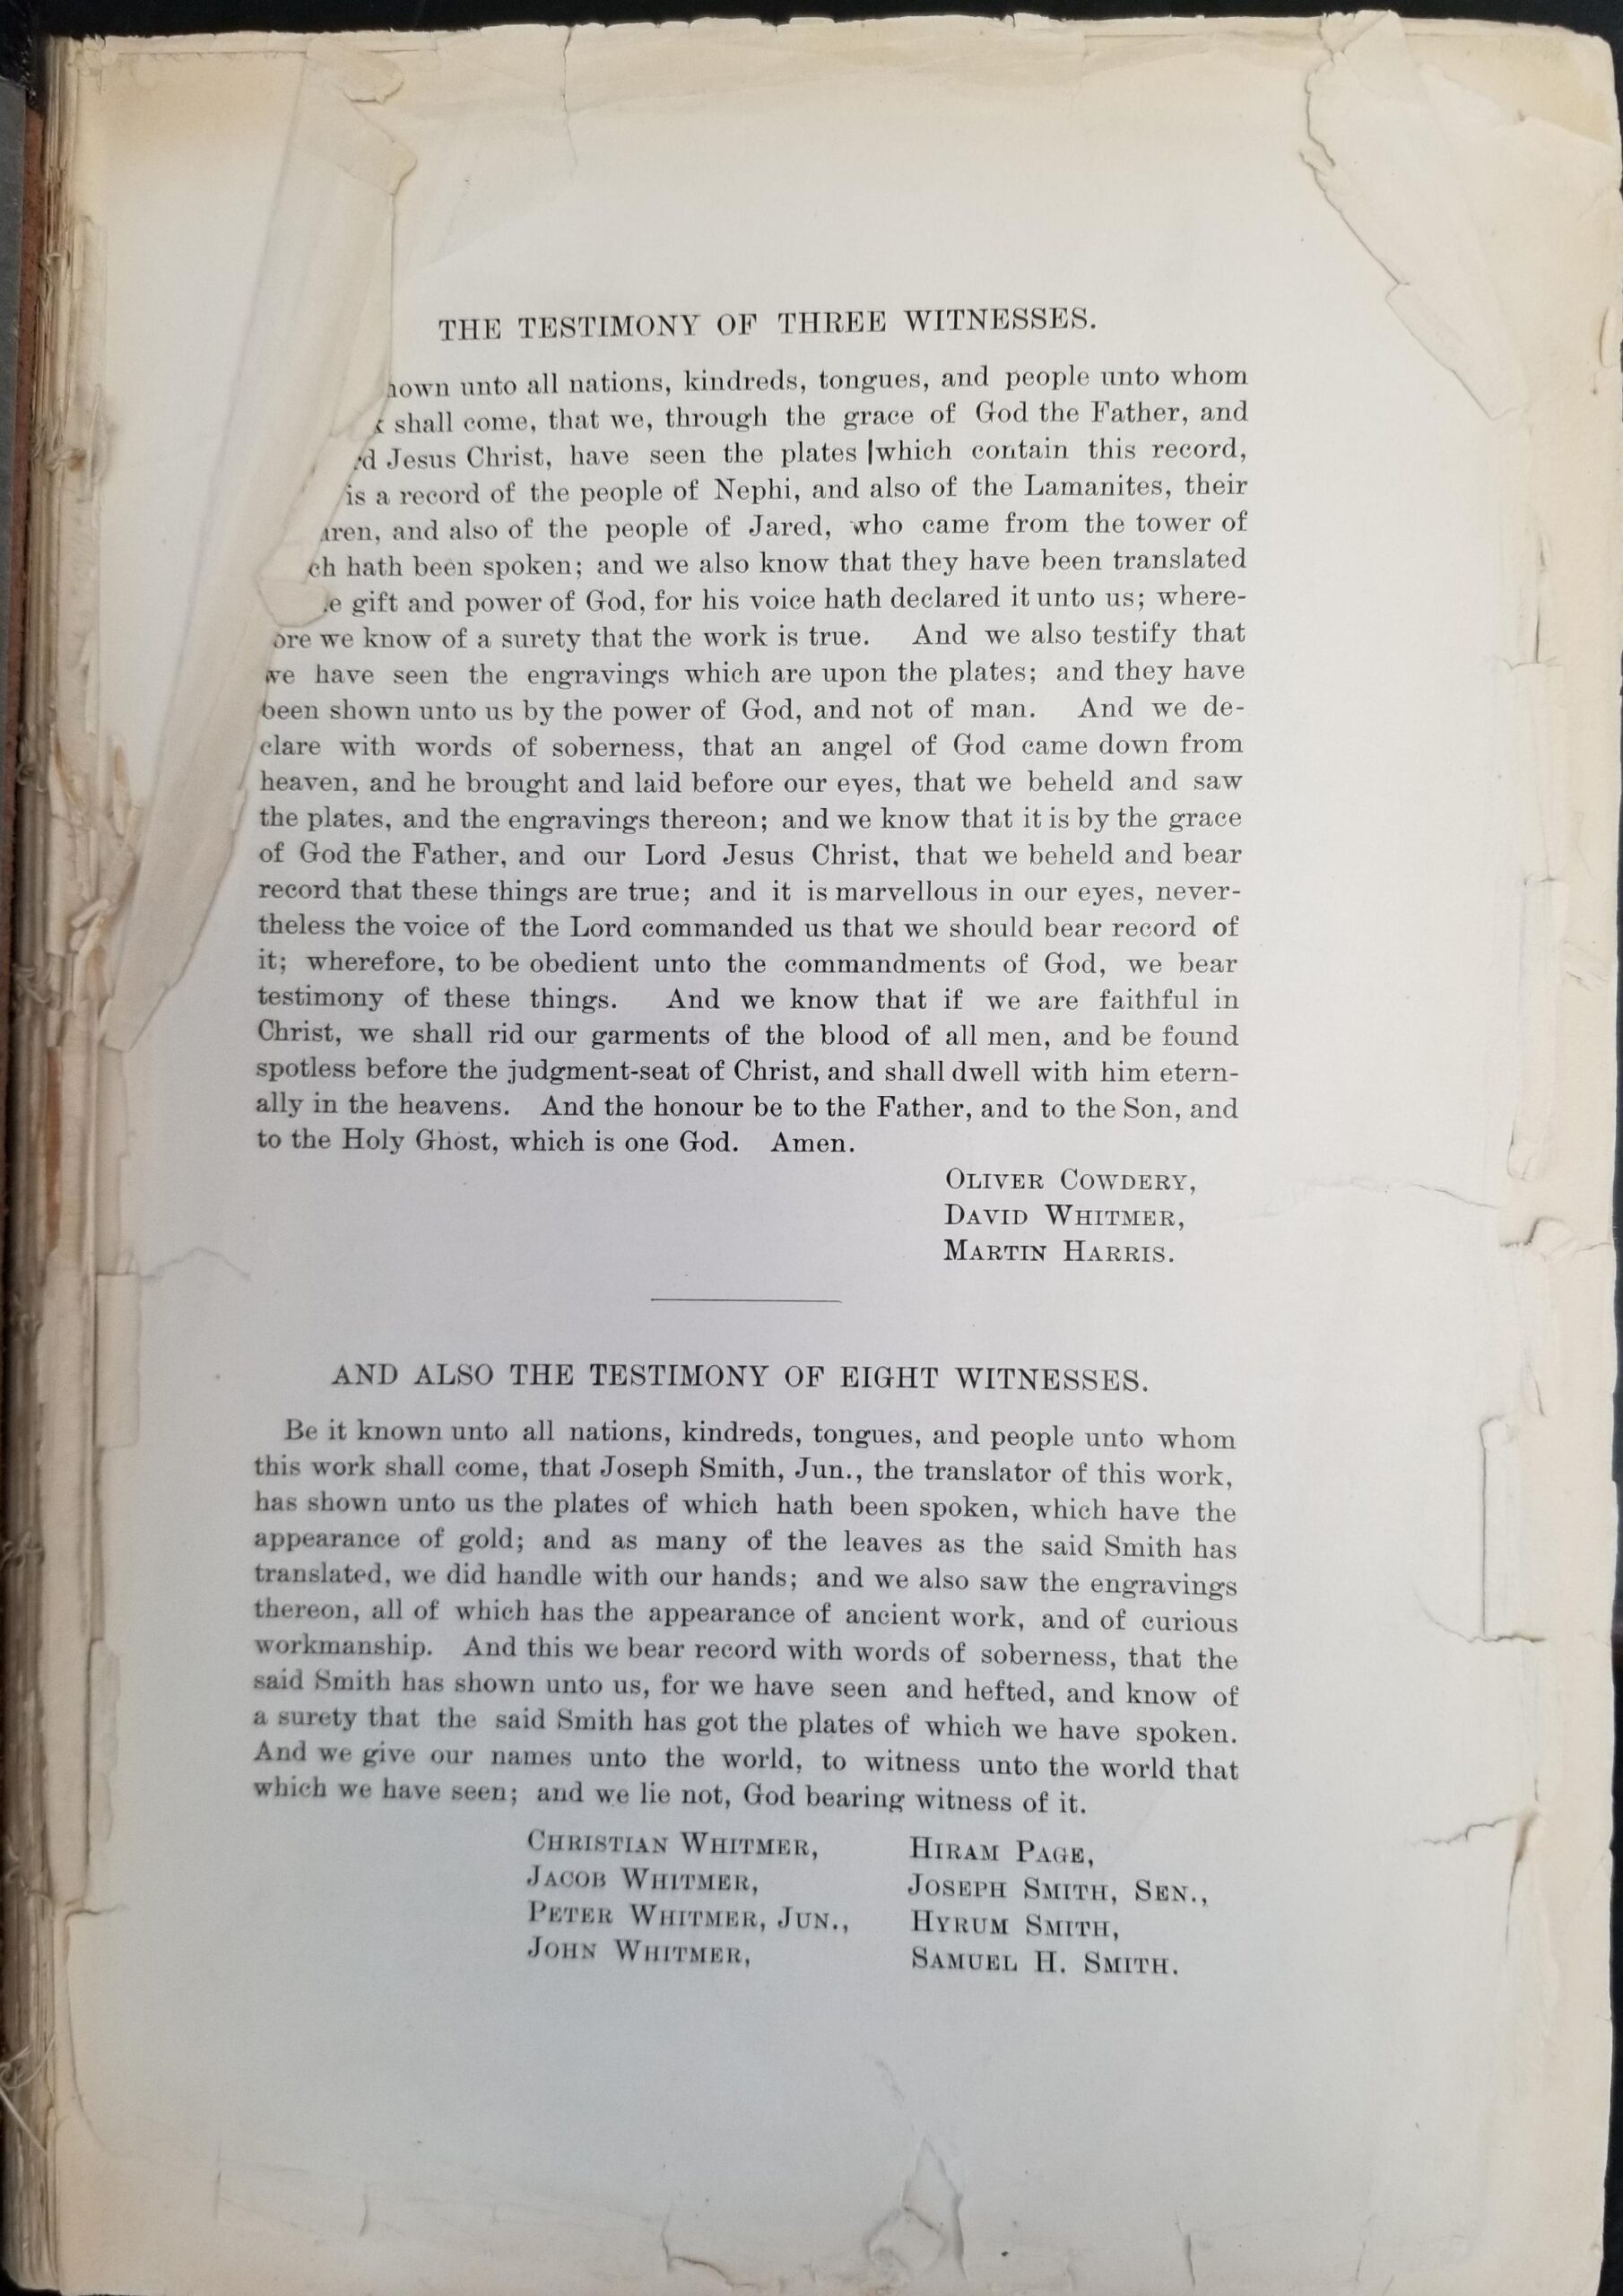 THE TESTIMONY OF THREE WITNESSES.
unto all nations, kindreds, tongues, and people unto whom
shall come, that we, through the grace of God the Father, and
Jesus Christ, have seen the plates which contain this record,
is a record of the people of Nephi, and also of the Lamanites, their
and also of the people of Jared, who came from the tower of
hath been spoken; and we also know that they have been translated
gift and power of God, for his voice hath declared it unto us; where-
we know of a surety that the work is true. And we also testify that
we have seen the engravings which are upon the plates; and they have
been shown unto us by the power of God, and not of man. And we de-
clare with words of soberness, that an angel of God came down from
heaven, and he brought and laid before our eyes, that we beheld and saw
the plates, and the engravings thereon; and we know that it is by the grace
of God the Father, and our Lord Jesus Christ, that we beheld and bear
record that these things are true; and it is marvellous in our eyes, never-
theless the voice of the Lord commanded us that we should bear record of
it; wherefore, to be obedient unto the commandments of God, we bear
testimony of these things. And we know that if we are faithful in
Christ, we shall rid our garments of the blood of all men, and be found
spotless before the judgment-seat of Christ, and shall dwell with him etern-
ally in the heavens. And the honour be to the Father, and to the Son, and
to the Holy Ghost, which is one God. Amen.
OLIVER COWDERY,
DAVID WHITMER,
MARTIN HARRIS.
AND ALSO THE TESTIMONY OF EIGHT WITNESSES.
Be it known unto all nations, kindreds, tongues, and people unto whom
this work shall come, that Joseph Smith, Jun., the translator of this work,
has shown unto us the plates of which hath been spoken, which have the
appearance of gold; and as many of the leaves as the said Smith has
translated, we did handle with our hands; and we also saw the engravings
thereon, all of which has the appearance of ancient work, and of curious
workmanship. And this we bear record with words of soberness, that the
said Smith has shown unto us, for we have seen and hefted, and know of
a surety that the said Smith has got the plates of which we have spoken.
And we give our names unto the world, to witness unto the world that
which we have seen; and we lie not, God bearing witness of it.
CHRISTIAN WHITMER, HIRAM PAGE,
JACOB WHITMER, JOSEPH SMITH, SEN.,
PETER WHITMER, JUN., HYRUM SMITH,
JOHN WHITMER, SAMUEL H. SMITH.